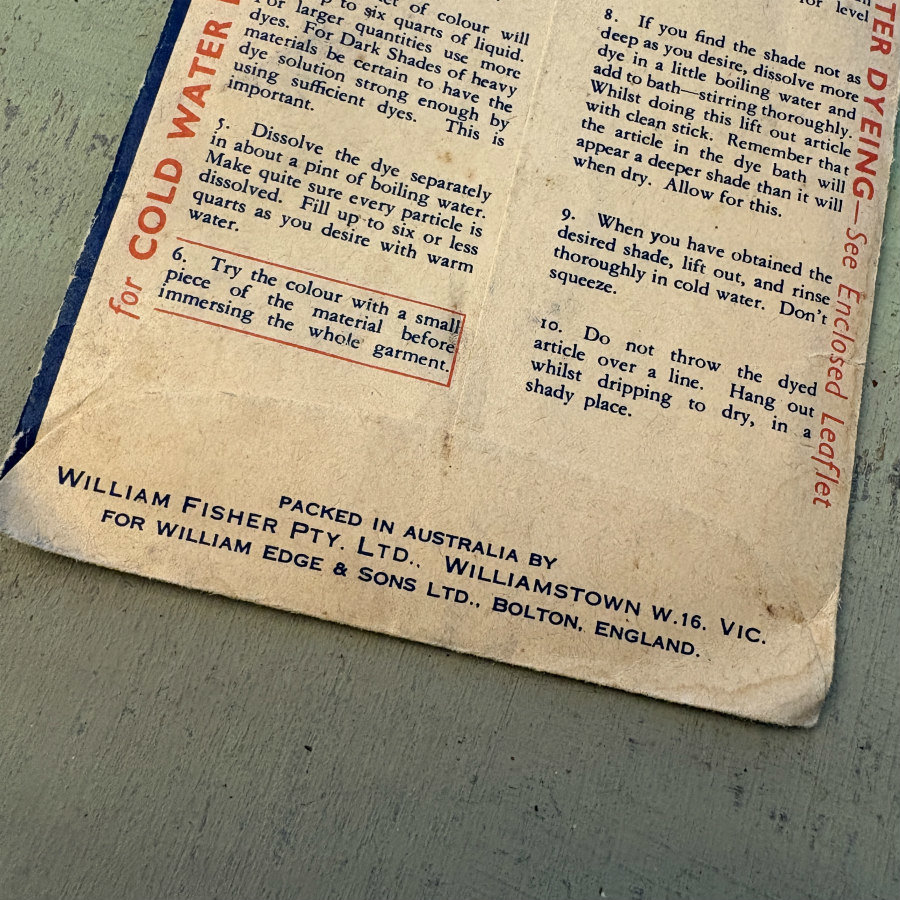 for COLD WATER
of colour will
to six quarts of liquid.
For larger quantities use more
dyes. For Dark Shades of heavy
materials be certain to have the
dye solution strong enough by
using sufficient dyes. This is
important.
5. Dissolve the dye separately
in about a pint of boiling water.
Make quite sure every particle is
dissolved. Fill up to six or less
quarts as you desire with warm
water.
6. Try the colour with a small
piece of the material before
immersing the whole garment.
for level
8. If you find the shade not as
deep as you desire, dissolve more
dye in a little boiling water and
add to bath—stirring thoroughly.
Whilst doing this lift out article
with clean stick. Remember that
the article in the dye bath will
appear a deeper shade than it will
when dry. Allow for this.
9. When you have obtained the
desired shade, lift out, and rinse
thoroughly in cold water. Don't
squeeze.
10. Do not throw the dyed
article over a line. Hang out
whilst dripping to dry, in a
shady place.
TER DYEING—See Enclosed Leaflet
PACKED IN AUSTRALIA BY
WILLIAM FISHER PTY. LTD., WILLIAMSTOWN W.16. VIC.
FOR WILLIAM EDGE & SONS LTD., BOLTON, ENGLAND.